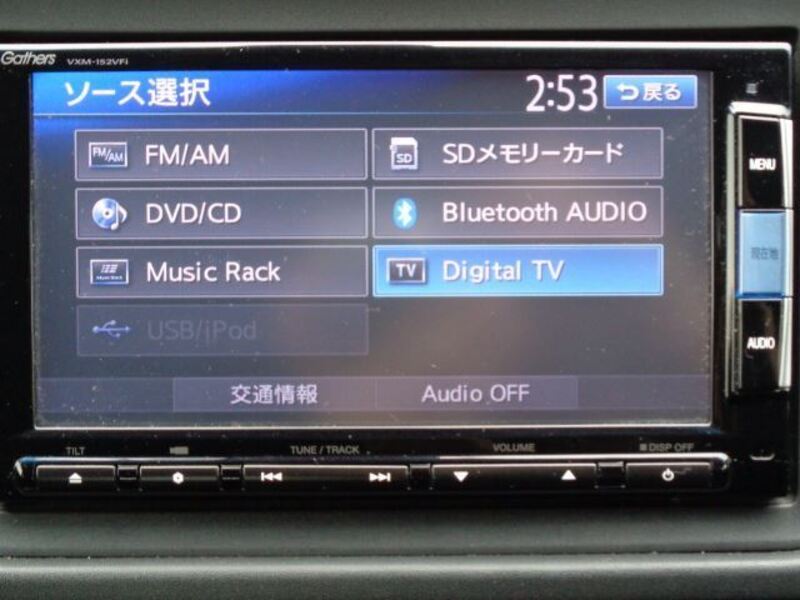 Gathers VXM-152VFi
ソース選択 2:53 戻る
FM/AM FM/AM
SD SDメモリーカード
DVD/CD
Bluetooth AUDIO
Music Rack
TV Digital TV
USB/iPod
交通情報 Audio OFF
MENU
現在地
AUDIO
TILT TUNE / TRACK VOLUME DISP OFF